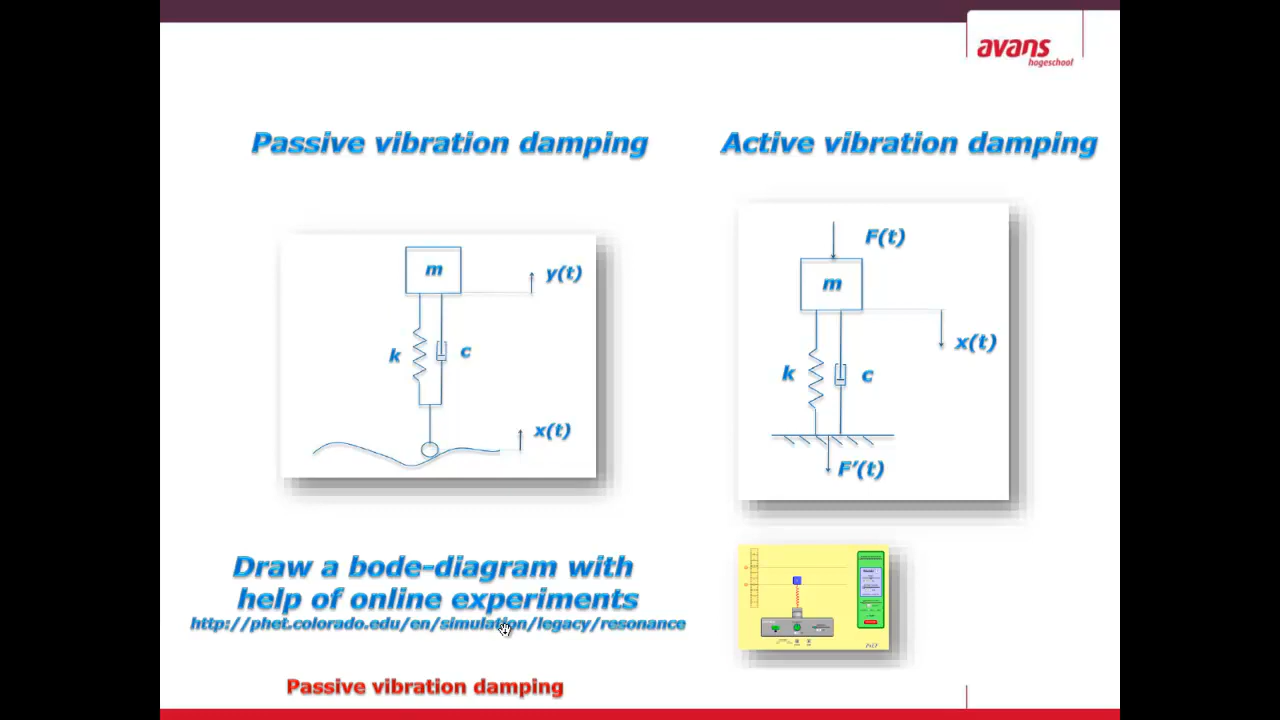 avans
hogeschool
Passive vibration damping
Active vibration damping
m
y(t)
k
c
x(t)
F(t)
m
x(t)
k
c
F'(t)
Draw a bode-diagram with
help of online experiments
http://phet.colorado.edu/en/simulation/legacy/resonance
Passive vibration damping